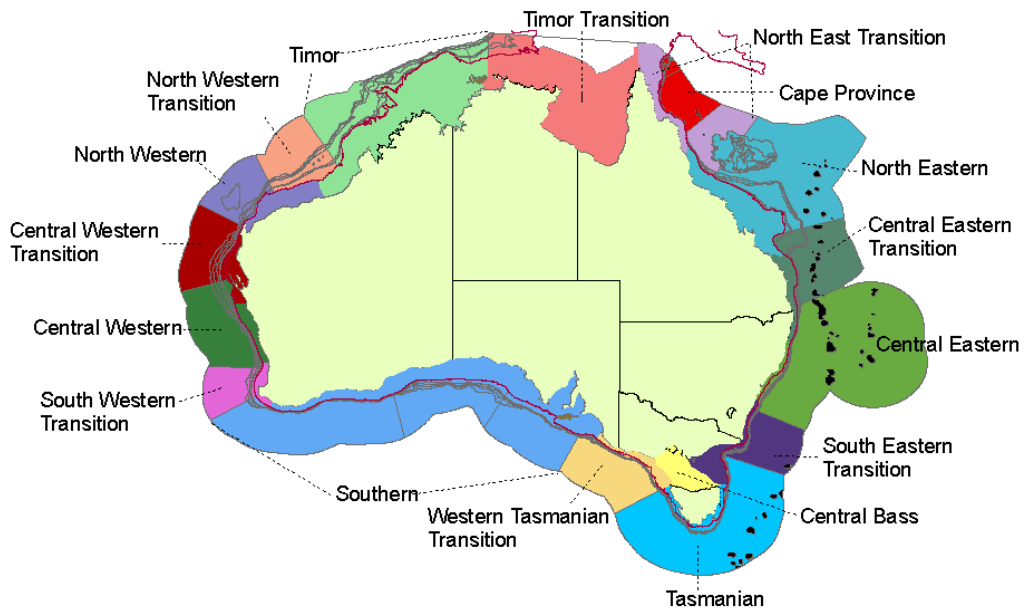 Timor Transition
Timor
North East Transition
North Western
Transition
Cape Province
North Western
North Eastern
Central Western
Transition
Central Eastern
Transition
Central Western
Central Eastern
South Western
Transition
South Eastern
Transition
Southern
Western Tasmanian
Transition
Central Bass
Tasmanian